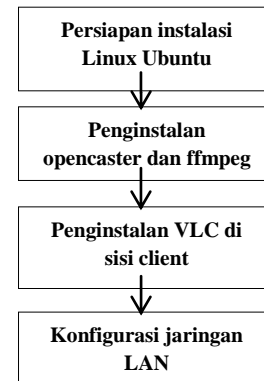 Persiapan instalasi
Linux Ubuntu
Penginstalan
opencaster dan ffmpeg
Penginstalan VLC di
sisi client
Konfigurasi jaringan
LAN